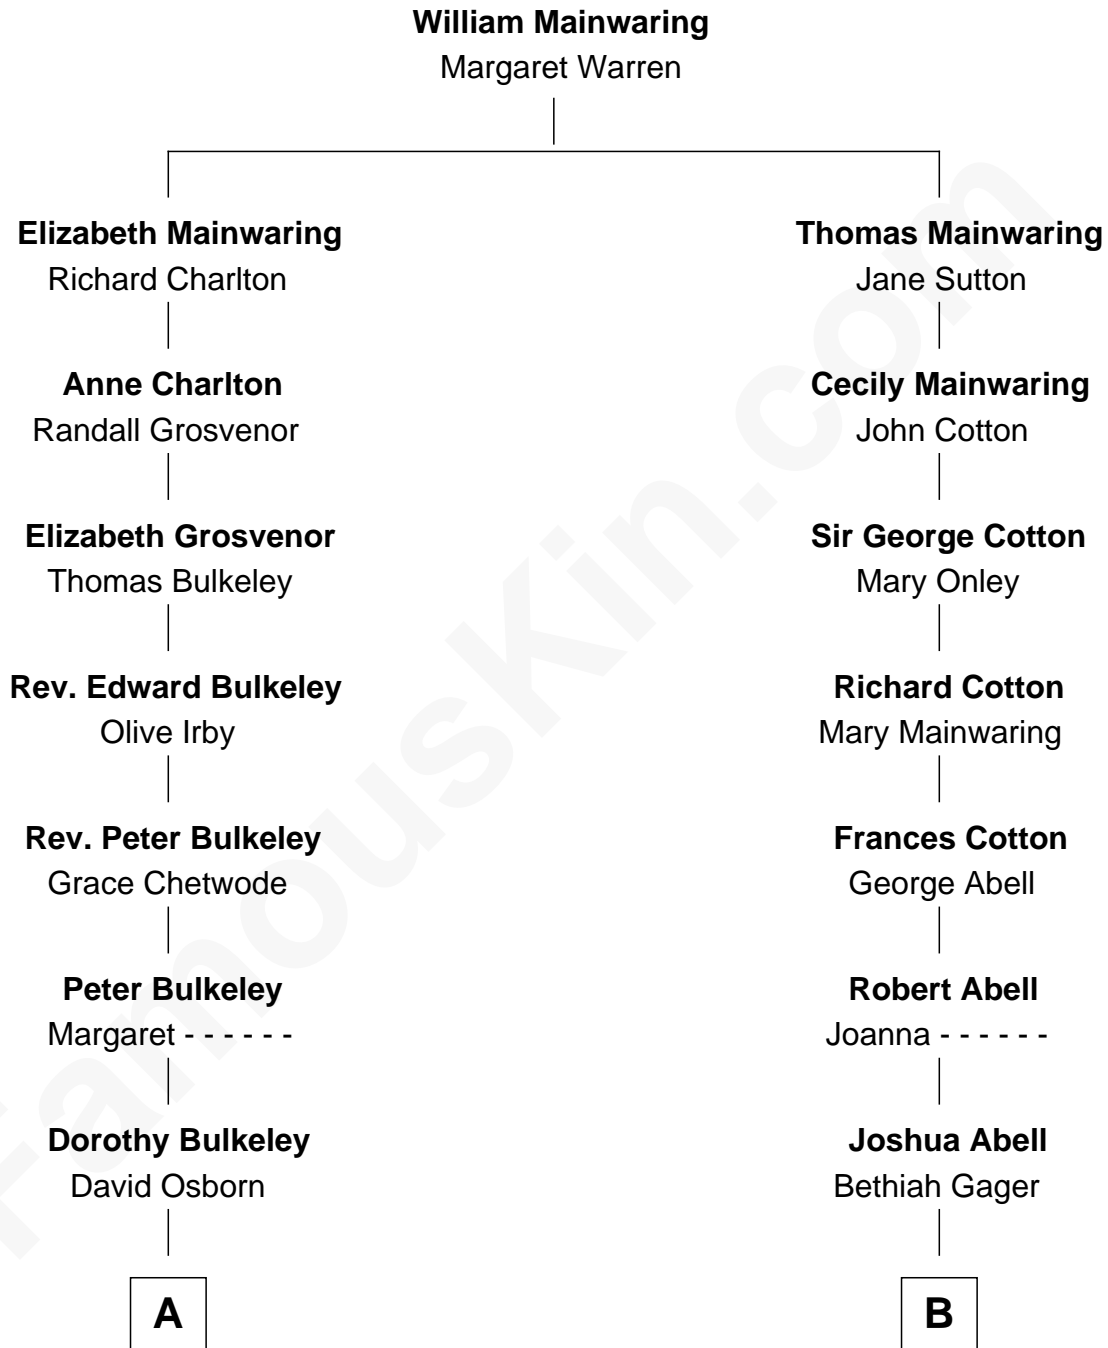 William Mainwaring
Margaret Warren
Elizabeth Mainwaring
Richard Charlton
Thomas Mainwaring
Jane Sutton
Anne Charlton
Randall Grosvenor
Cecily Mainwaring
John Cotton
Elizabeth Grosvenor
Thomas Bulkeley
Sir George Cotton
Mary Onley
Rev. Edward Bulkeley
Olive Irby
Richard Cotton
Mary Mainwaring
Rev. Peter Bulkeley
Grace Chetwode
Frances Cotton
George Abell
Peter Bulkeley
Margaret - - - - - -
Robert Abell
Joanna - - - - - -
Dorothy Bulkeley
David Osborn
Joshua Abell
Bethiah Gager
A
B
FamousKin.com